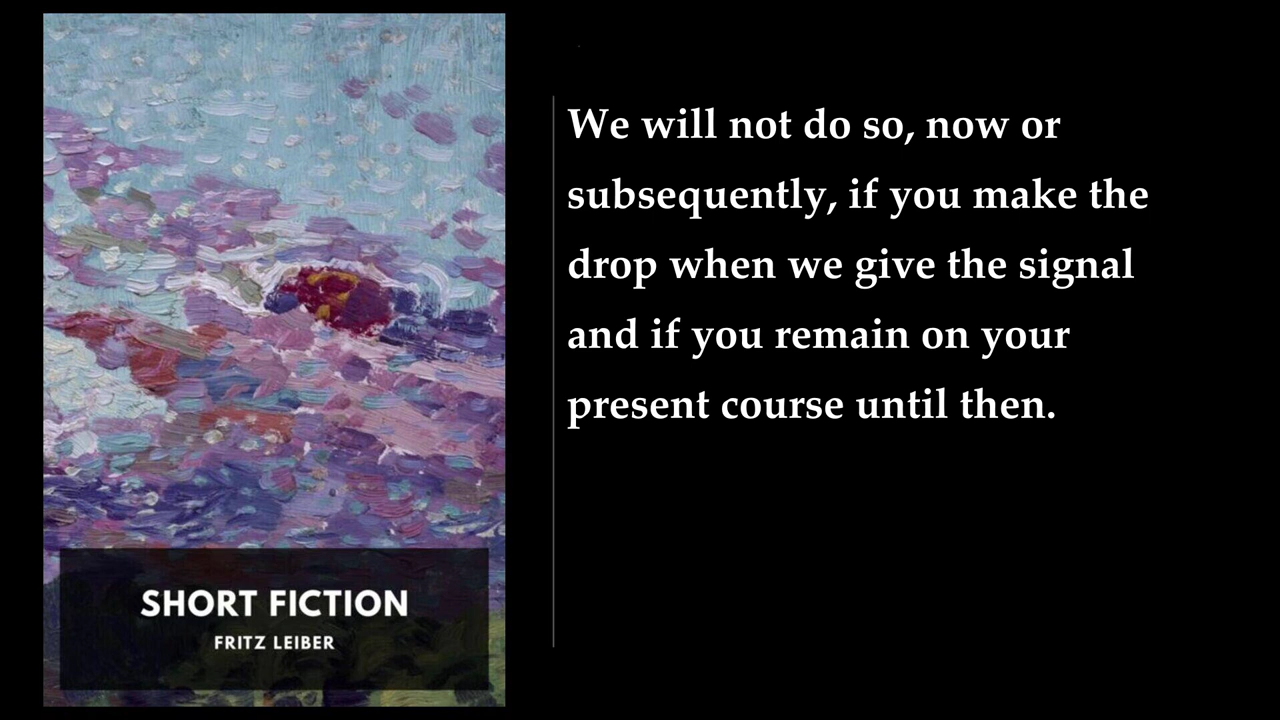 We will not do so, now or
subsequently, if you make the
drop when we give the signal
and if you remain on your
present course until then.
SHORT FICTION
FRITZ LEIBER